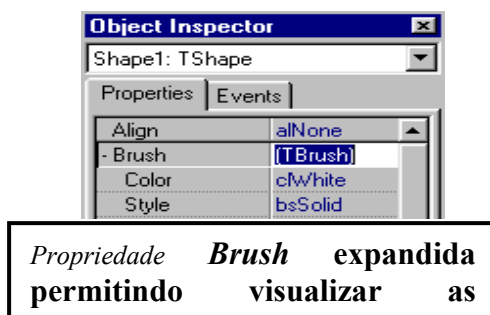 Object Inspector
Shape1: TShape
Properties Events
Align alNone
- Brush (TBrush)
Color clWhite
Style bsSolid
Propriedade Brush expandida
permitindo visualizar as